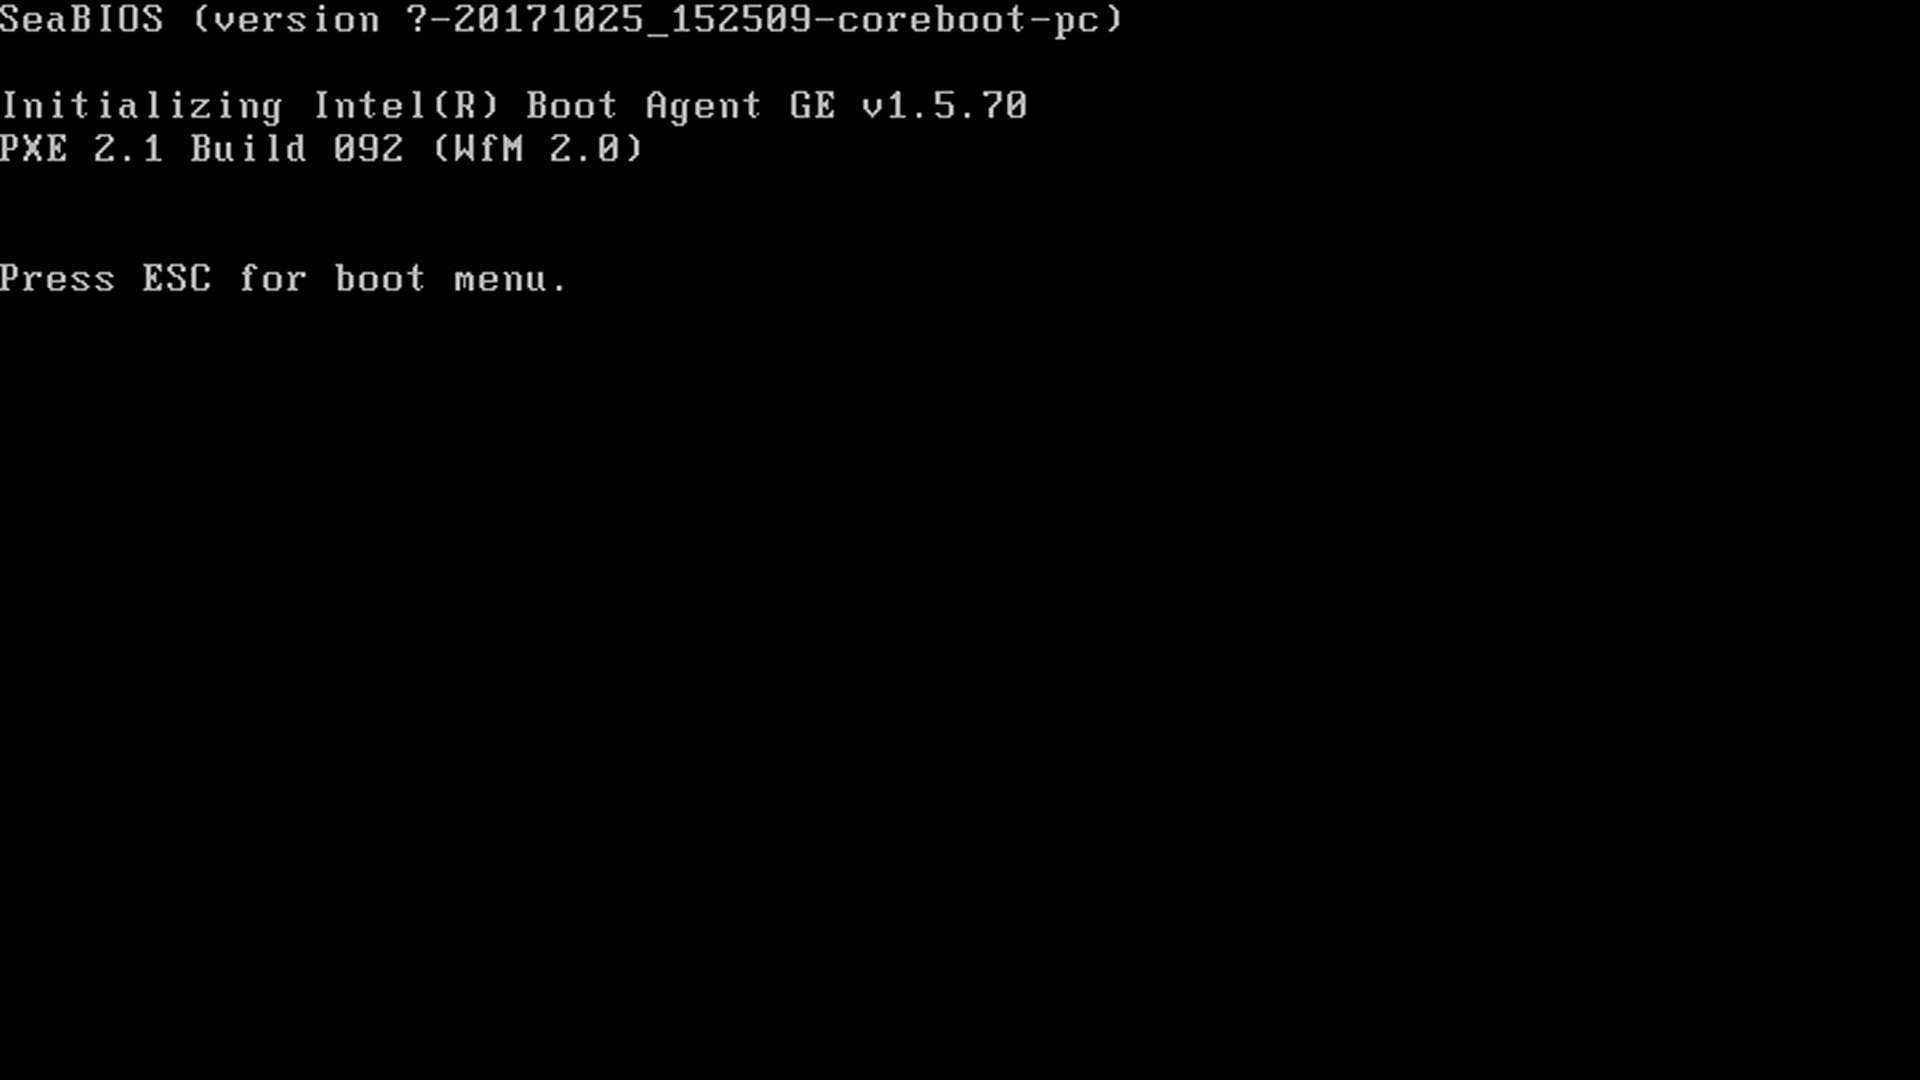 SeaBIOS (version ?-20171025_152509-coreboot-pc)
Initializing Intel(R) Boot Agent GE v1.5.70
PXE 2.1 Build 092 (WfM 2.0)
Press ESC for boot menu.